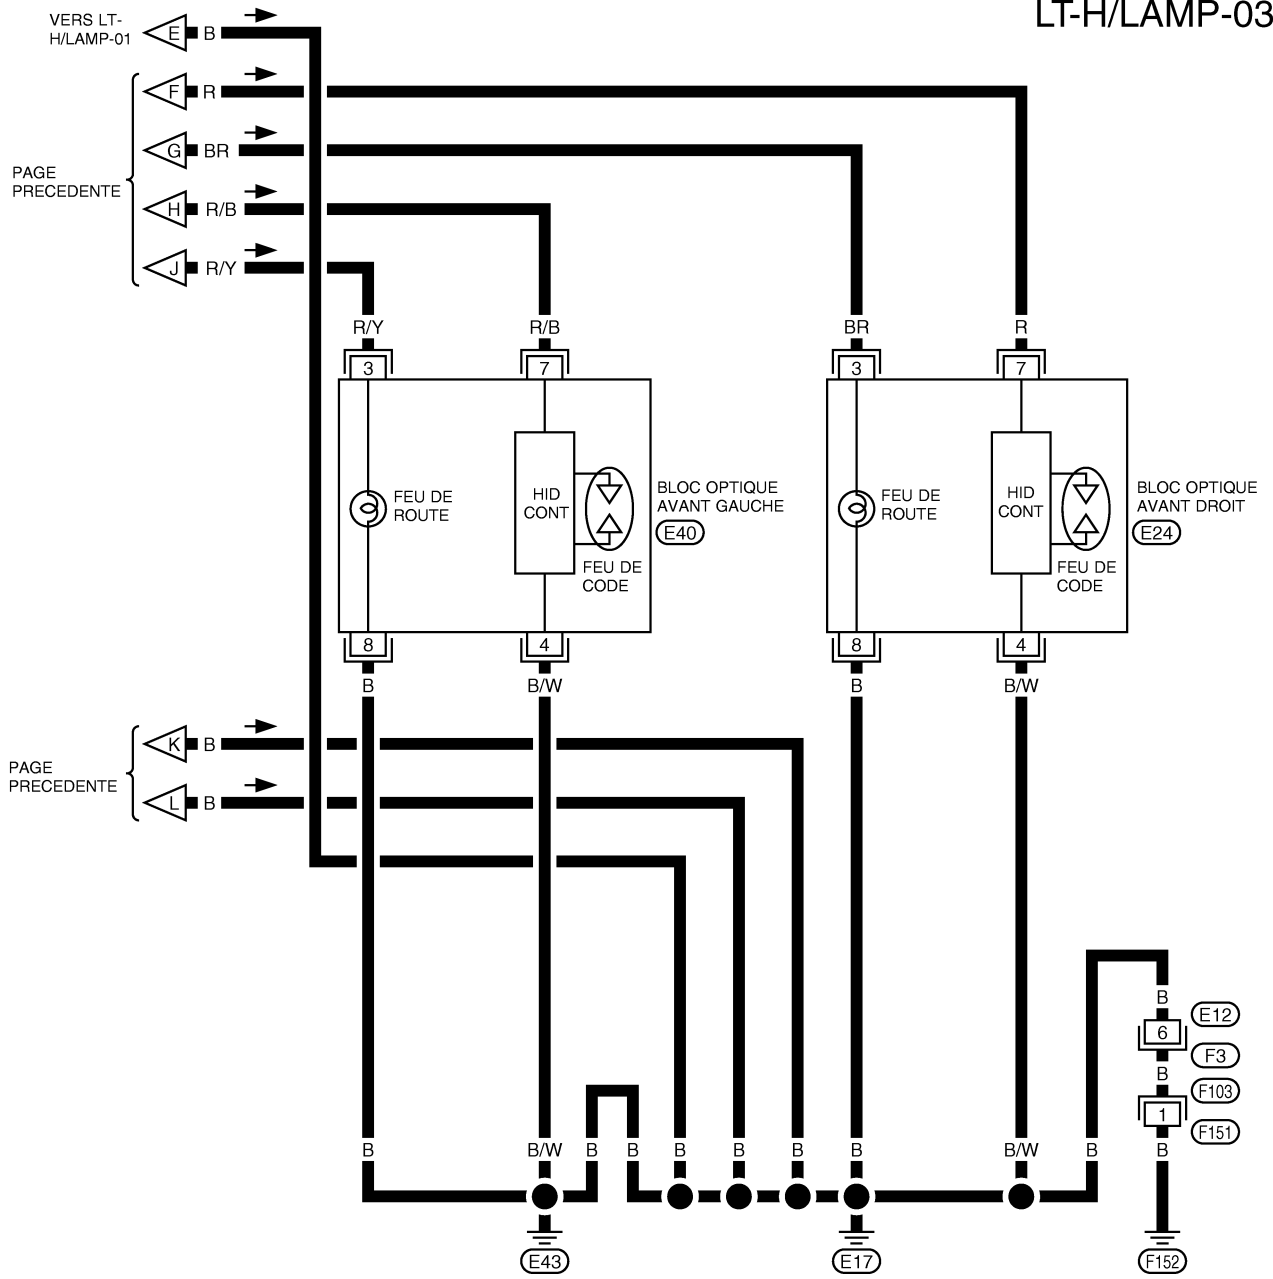 LT-H/LAMP-03
VERS LT-
H/LAMP-01
E B
F R
G BR
H R/B
J R/Y
PAGE
PRECEDENTE
R/Y R/B BR R
3 7 3 7
FEU DE
ROUTE
HID
CONT
FEU DE
CODE
BLOC OPTIQUE
AVANT GAUCHE
E40
FEU DE
ROUTE
HID
CONT
FEU DE
CODE
BLOC OPTIQUE
AVANT DROIT
E24
8 4 8 4
B B/W B B/W
K B
L B
PAGE
PRECEDENTE
B
E12
6
F3
B
F103
1
F151
B B/W B B B B B B B/W B B
E43 E17 F152